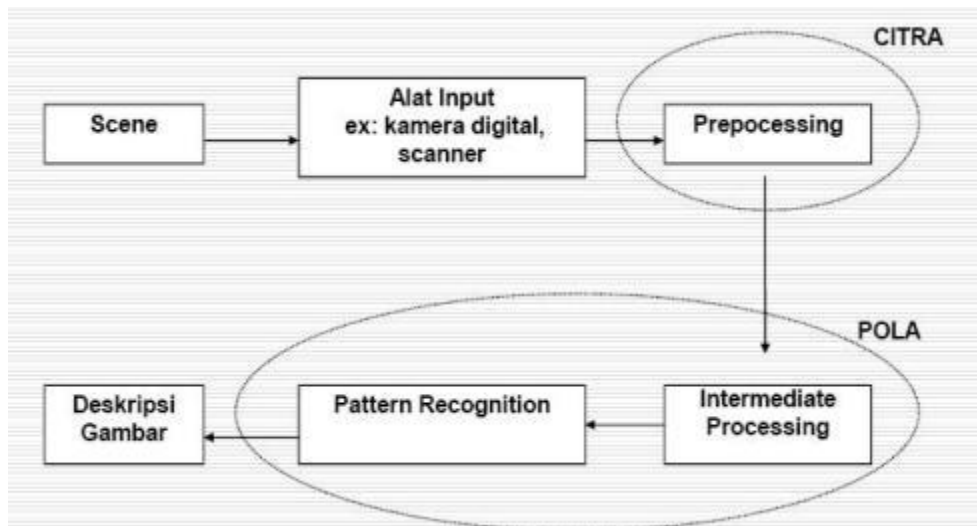 CITRA
Scene
Alat Input
ex: kamera digital,
scanner
Prepocessing
POLA
Deskripsi
Gambar
Pattern Recognition
Intermediate
Processing